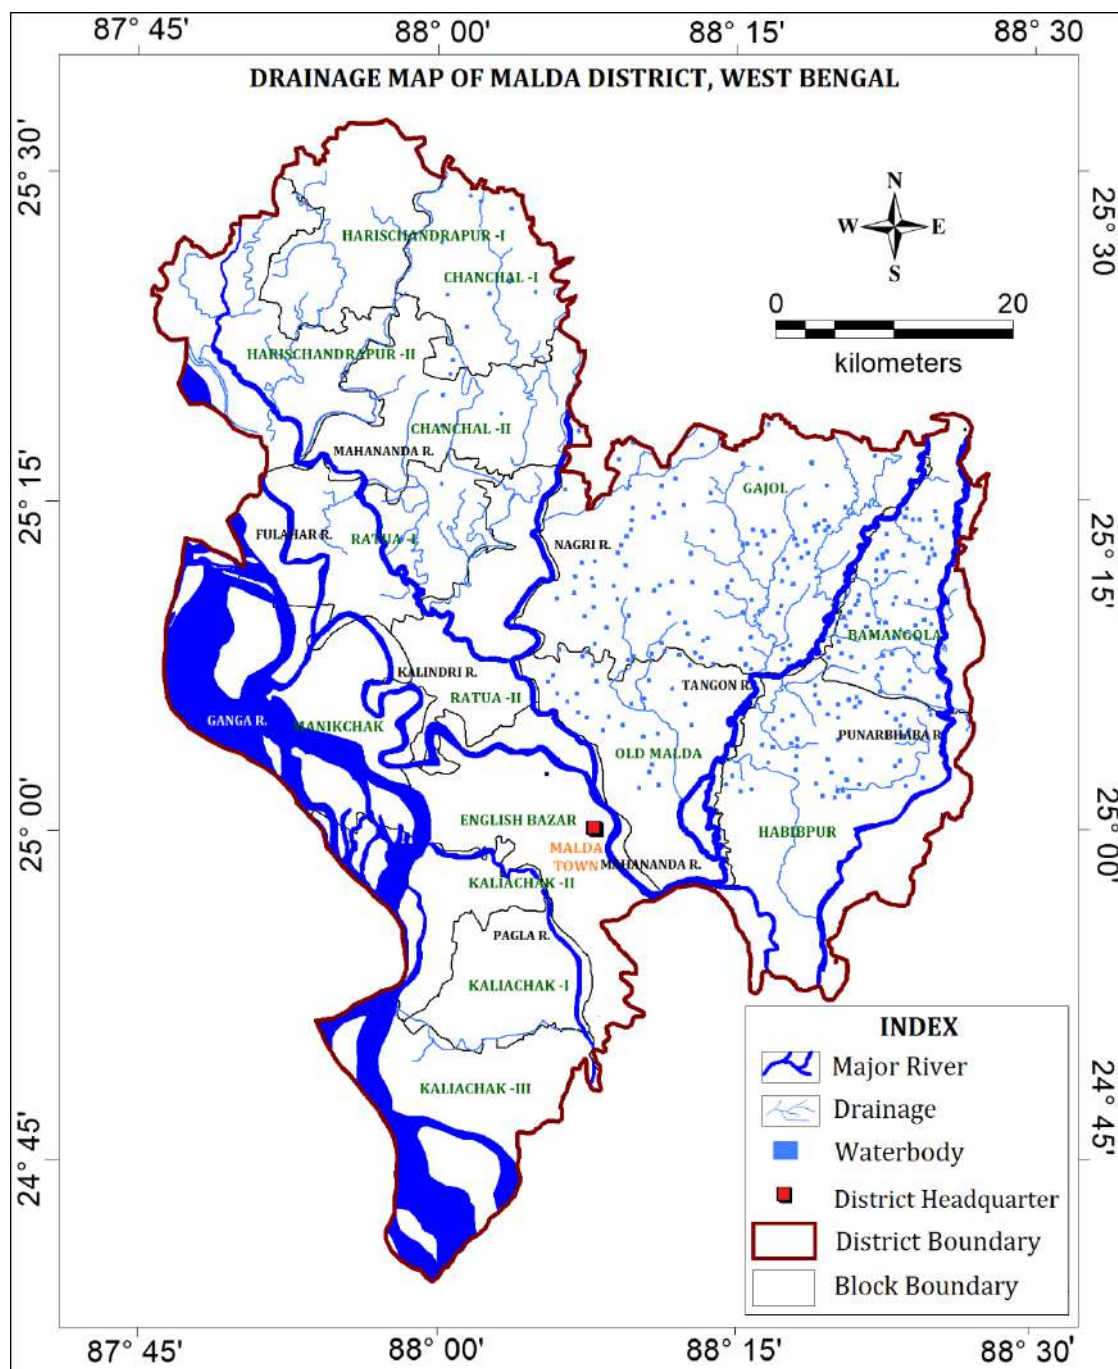 87° 45' 88° 00' 88° 15' 88° 30
DRAINAGE MAP OF MALDA DISTRICT, WEST BENGAL
25° 30'
25° 30
N
W E
S
HARISCHANDRAPUR -I
CHANCHAL -I
0 20
kilometers
HARISCHANDRAPUR -II
CHANCHAL -II
MAHANANDA R.
25° 15'
25° 15'
GAJOL
FULAHAR R.
RATUA -I
NAGRI R.
BAMANGOLA
KALINDRI R.
TANGON R.
RATUA -II
GANGA R.
MANIKCHAK
PUNARBHABA R
OLD MALDA
25° 00'
25° 00'
ENGLISH BAZAR
HABIBPUR
MALDA
TOWN
MAHANANDA R.
KALIACHAK -II
PAGLA R.
KALIACHAK -I
KALIACHAK -III
24° 45'
24° 45'
INDEX
Major River
Drainage
Waterbody
District Headquarter
District Boundary
Block Boundary
87° 45' 88° 00' 88° 15' 88° 30'